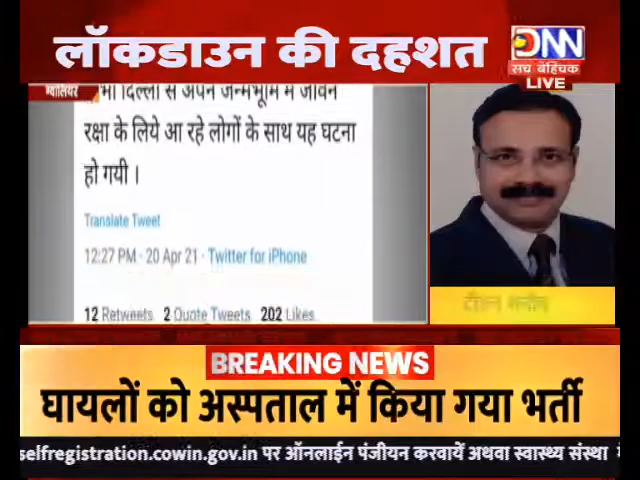 लॉकडाउन की दहशत
DNN
सच बेहिचक
LIVE
ग्वालियर
दिल्ली से अपने जन्मभूमि में जीवन
रक्षा के लिये आ रहे लोगों के साथ यह घटना
हो गयी ।
Translate Tweet
12:27 PM · 20 Apr 21 · Twitter for iPhone
12 Retweets 2 Quote Tweets 202 Likes
BREAKING NEWS
घायलों को अस्पताल में किया गया भर्ती
selfregistration.cowin.gov.in पर ऑनलाईन पंजीयन करवायें अथवा स्वास्थ्य संस्था